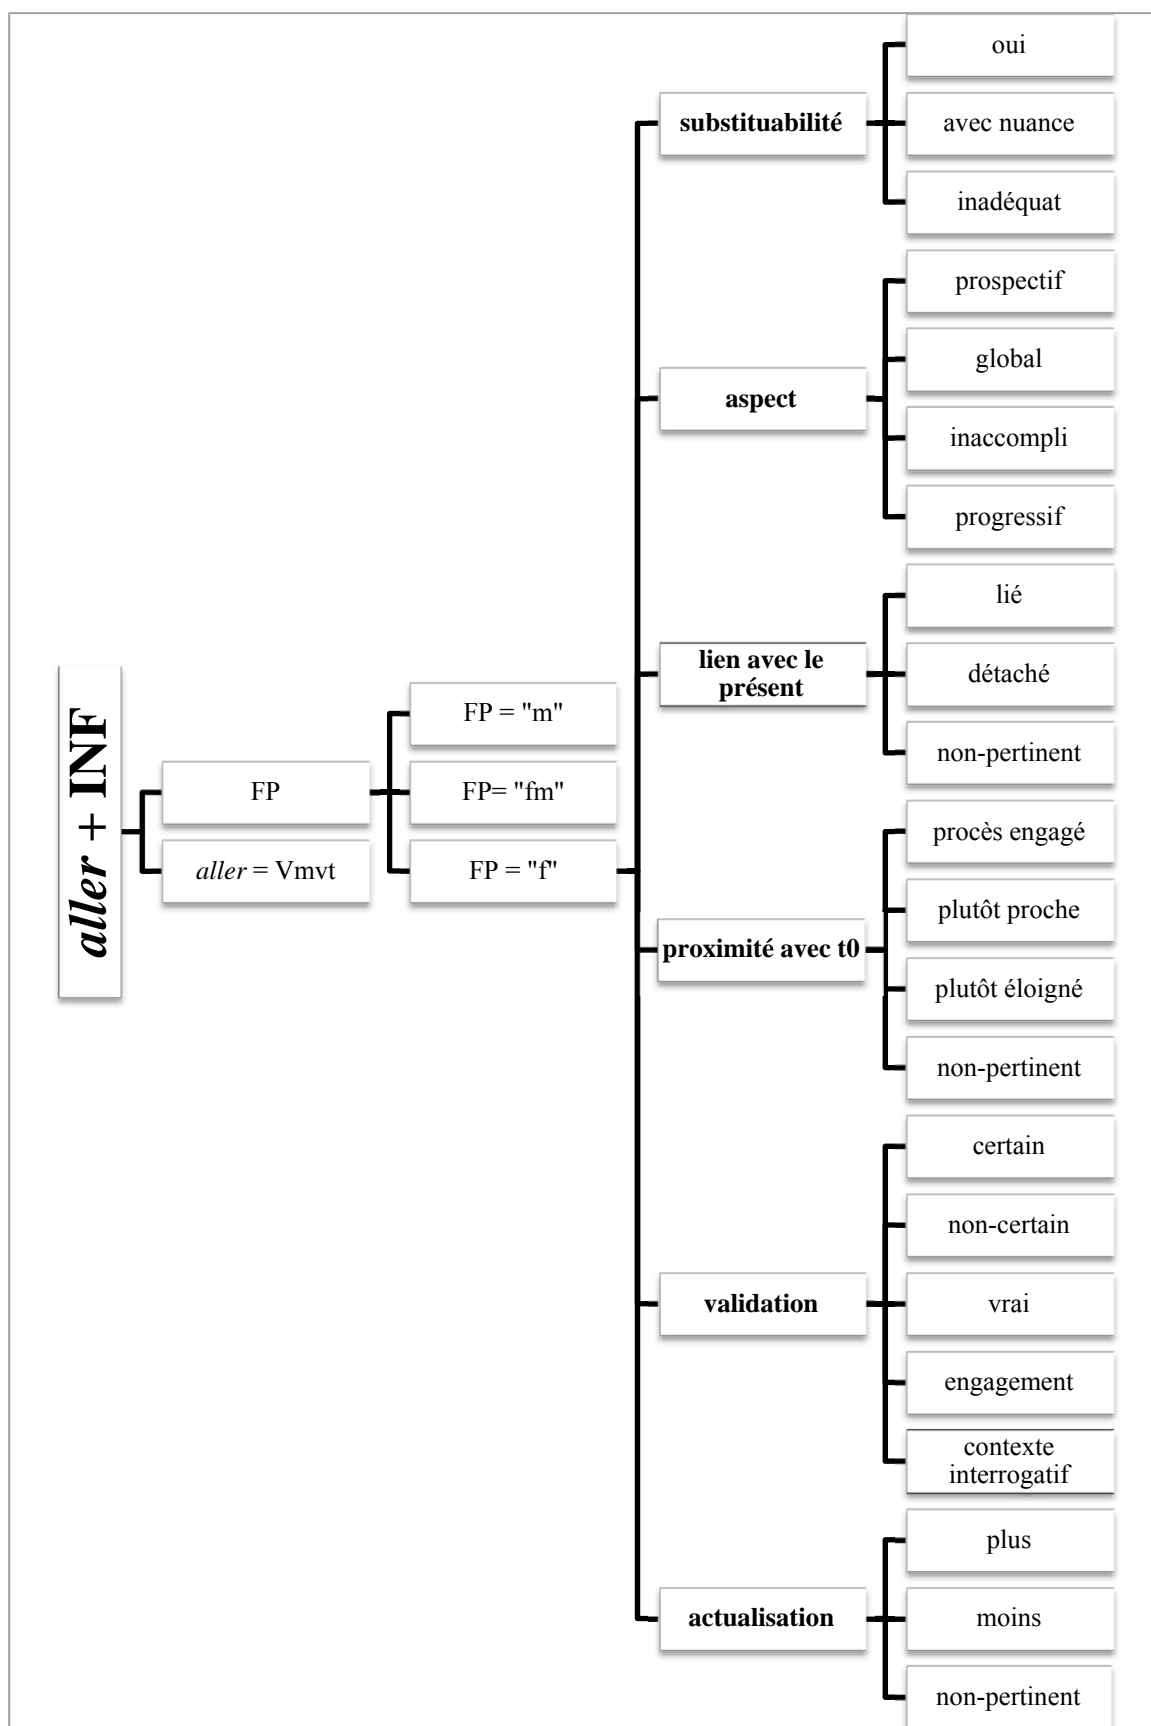 aller + INF
FP
aller = Vmvt
FP = "m"
FP= "fm"
FP = "f"
substituabilité
oui
avec nuance
inadéquat
aspect
prospectif
global
inaccompli
progressif
lien avec le
présent
lié
détaché
non-pertinent
proximité avec t0
procès engagé
plutôt proche
plutôt éloigné
non-pertinent
validation
certain
non-certain
vrai
engagement
contexte
interrogatif
actualisation
plus
moins
non-pertinent